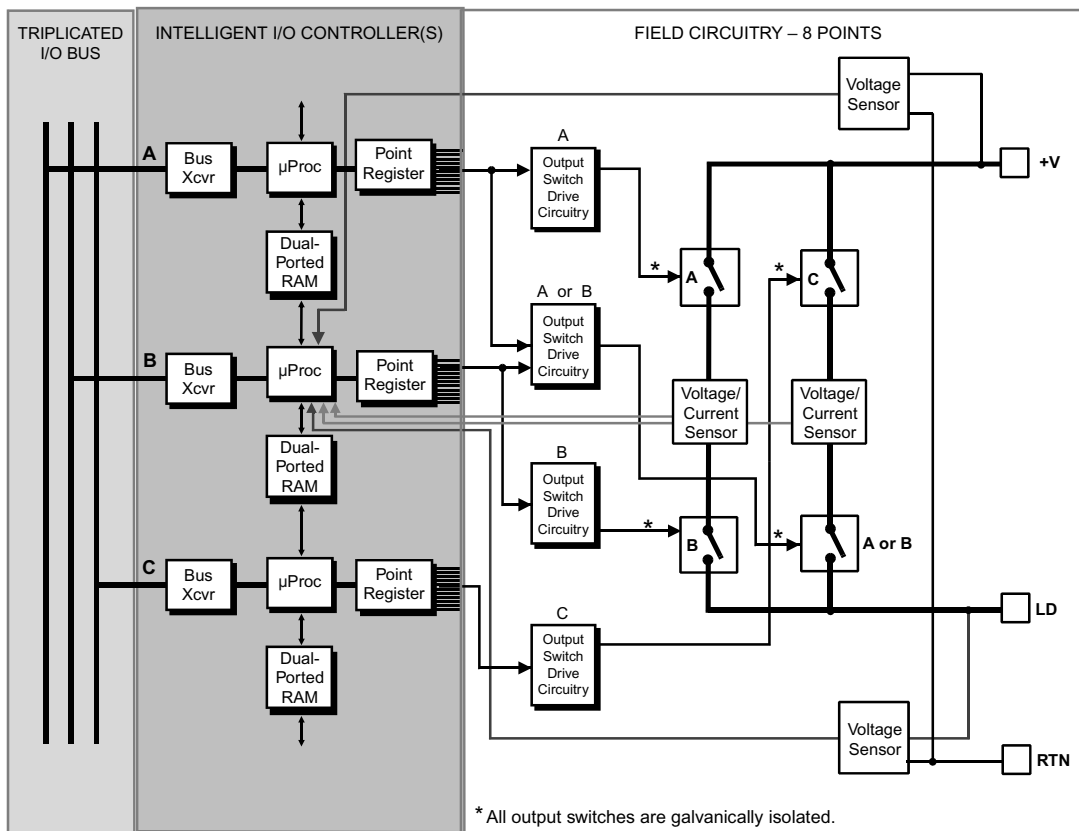 TRIPLICATED
I/O BUS
INTELLIGENT I/O CONTROLLER(S)
FIELD CIRCUITRY – 8 POINTS
Voltage
Sensor
+V
A
Bus
Xcvr
µProc
Point
Register
A
Output
Switch
Drive
Circuitry
Dual-
Ported
RAM
*
A
*
C
A or B
Output
Switch
Drive
Circuitry
B
Bus
Xcvr
µProc
Point
Register
Voltage/
Current
Sensor
Voltage/
Current
Sensor
Dual-
Ported
RAM
B
Output
Switch
Drive
Circuitry
*
B
*
A or B
C
Bus
Xcvr
µProc
Point
Register
LD
C
Output
Switch
Drive
Circuitry
Dual-
Ported
RAM
Voltage
Sensor
RTN
* All output switches are galvanically isolated.